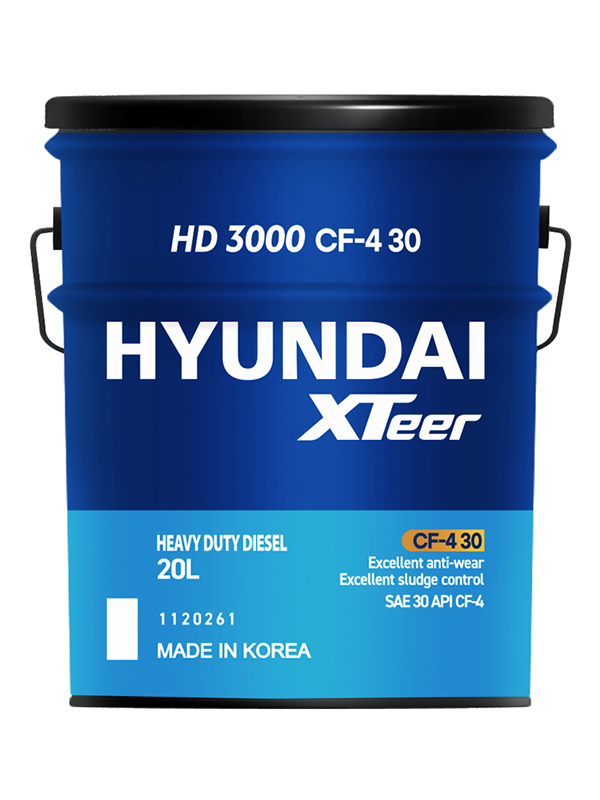 HD 3000 CF-4 30
HYUNDAI
XTeer
HEAVY DUTY DIESEL
20L
1120261
MADE IN KOREA
CF-4 30
Excellent anti-wear
Excellent sludge control
SAE 30 API CF-4